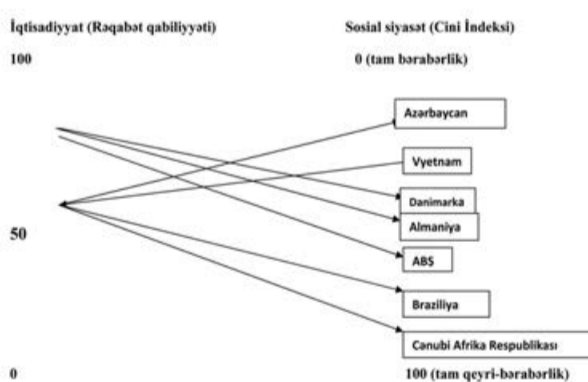 İqtisadiyyat (Rəqabət qabiliyyəti)
Sosial siyasət (Cini İndeksi)
100
0 (tam bərabərlik)
Azərbaycan
Vyetnam
Danimarka
Almaniya
50
ABŞ
Braziliya
Cənubi Afrika Respublikası
0
100 (tam qeyri-bərabərlik)